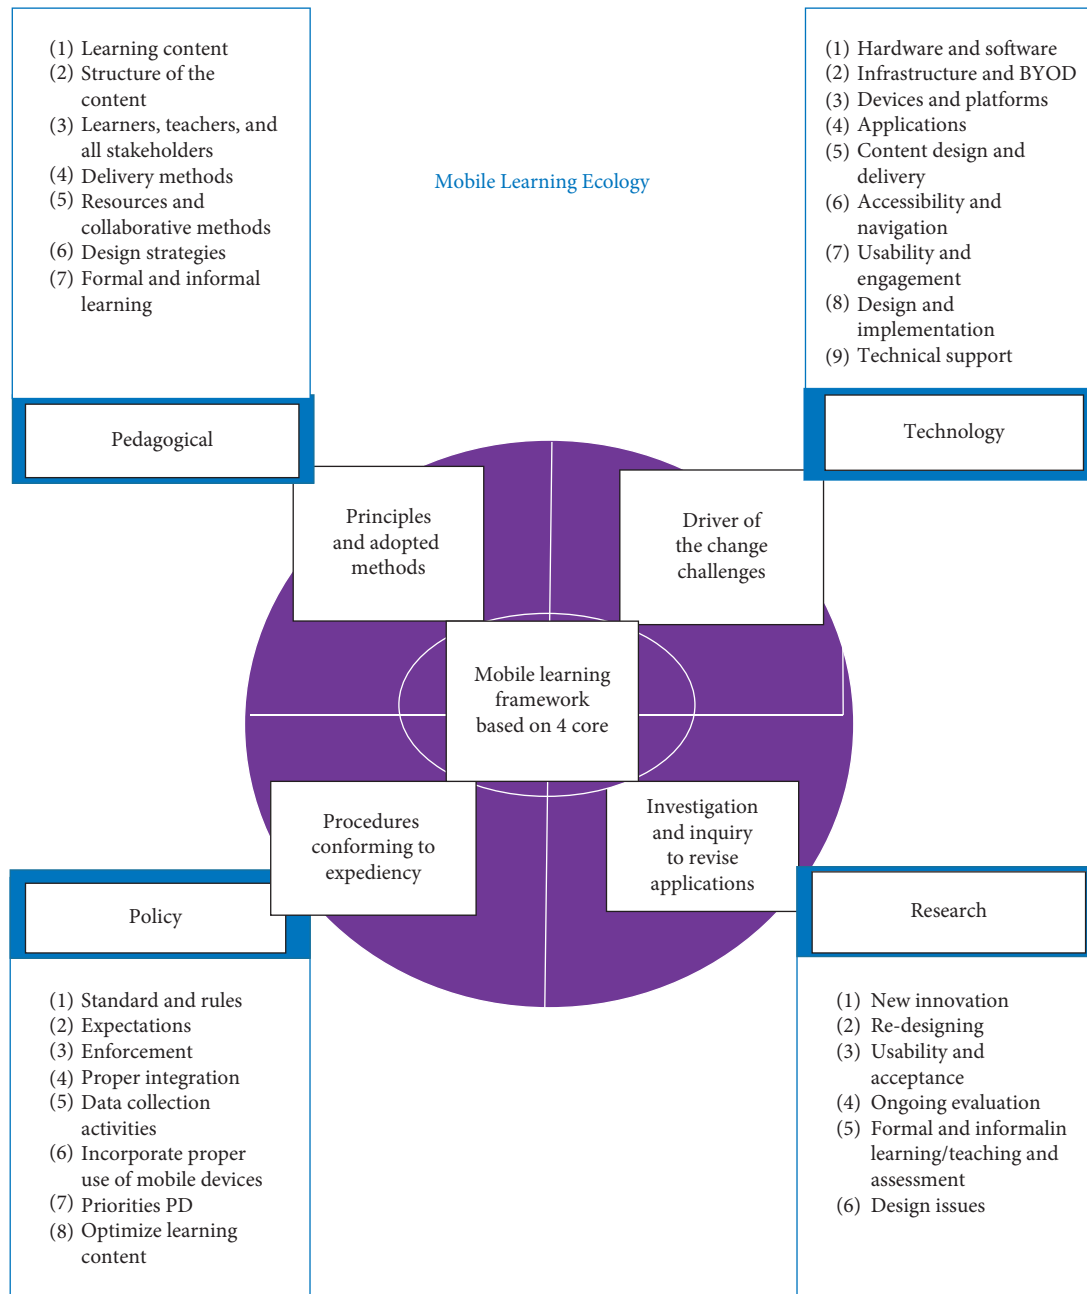 (1) Learning content
(2) Structure of the
content
(3) Learners, teachers, and
all stakeholders
(4) Delivery methods
(5) Resources and
collaborative methods
(6) Design strategies
(7) Formal and informal
learning
Pedagogical
Mobile Learning Ecology
(1) Hardware and software
(2) Infrastructure and BYOD
(3) Devices and platforms
(4) Applications
(5) Content design and
delivery
(6) Accessibility and
navigation
(7) Usability and
engagement
(8) Design and
implementation
(9) Technical support
Technology
Principles
and adopted
methods
Driver of
the change
challenges
Mobile learning
framework
based on 4 core
Procedures
conforming to
expediency
Investigation
and inquiry
to revise
applications
Policy
(1) Standard and rules
(2) Expectations
(3) Enforcement
(4) Proper integration
(5) Data collection
activities
(6) Incorporate proper
use of mobile devices
(7) Priorities PD
(8) Optimize learning
content
Research
(1) New innovation
(2) Re-designing
(3) Usability and
acceptance
(4) Ongoing evaluation
(5) Formal and informalin
learning/teaching and
assessment
(6) Design issues